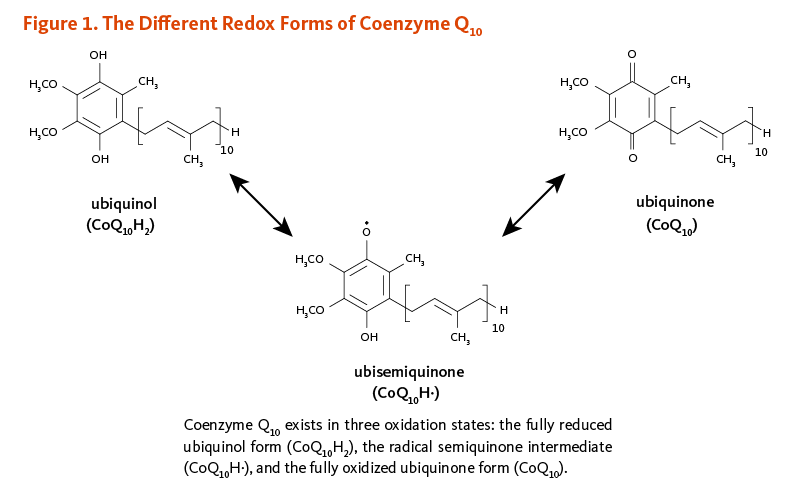 Figure 1. The Different Redox Forms of Coenzyme Q₁₀
OH
H₃CO
CH₃
H₃CO
H
10
OH
CH₃
ubiquinol
(CoQ₁₀H₂)
O
H₃CO
CH₃
H₃CO
H
10
O
CH₃
ubiquinone
(CoQ₁₀)
O
H₃CO
CH₃
H₃CO
H
10
OH
CH₃
ubisemiquinone
(CoQ₁₀H·)
Coenzyme Q₁₀ exists in three oxidation states: the fully reduced
ubiquinol form (CoQ₁₀H₂), the radical semiquinone intermediate
(CoQ₁₀H·), and the fully oxidized ubiquinone form (CoQ₁₀).